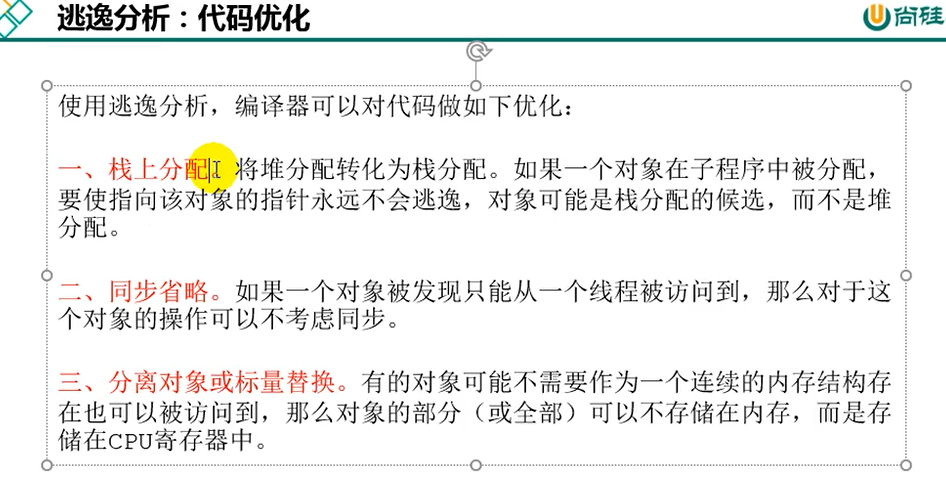 逃逸分析：代码优化
尚硅
使用逃逸分析，编译器可以对代码做如下优化：
一、栈上分配 将堆分配转化为栈分配。如果一个对象在子程序中被分配，
要使指向该对象的指针永远不会逃逸，对象可能是栈分配的候选，而不是堆
分配。
二、同步省略。如果一个对象被发现只能从一个线程被访问到，那么对于这
个对象的操作可以不考虑同步。
三、分离对象或标量替换。有的对象可能不需要作为一个连续的内存结构存
在也可以被访问到，那么对象的部分（或全部）可以不存储在内存，而是存
储在CPU寄存器中。